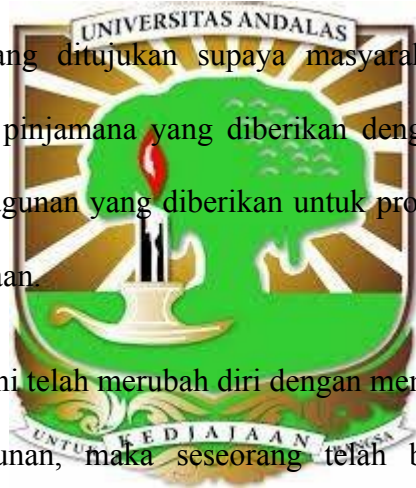 UNIVERSITAS ANDALAS
ang ditujukan supaya masyaral
pinjamana yang diberikan deng
gunan yang diberikan untuk pro
aan.
ni telah merubah diri dengan mer
UNTUK KEDJAJAAN BANGSA
unan, maka seseorang telah b